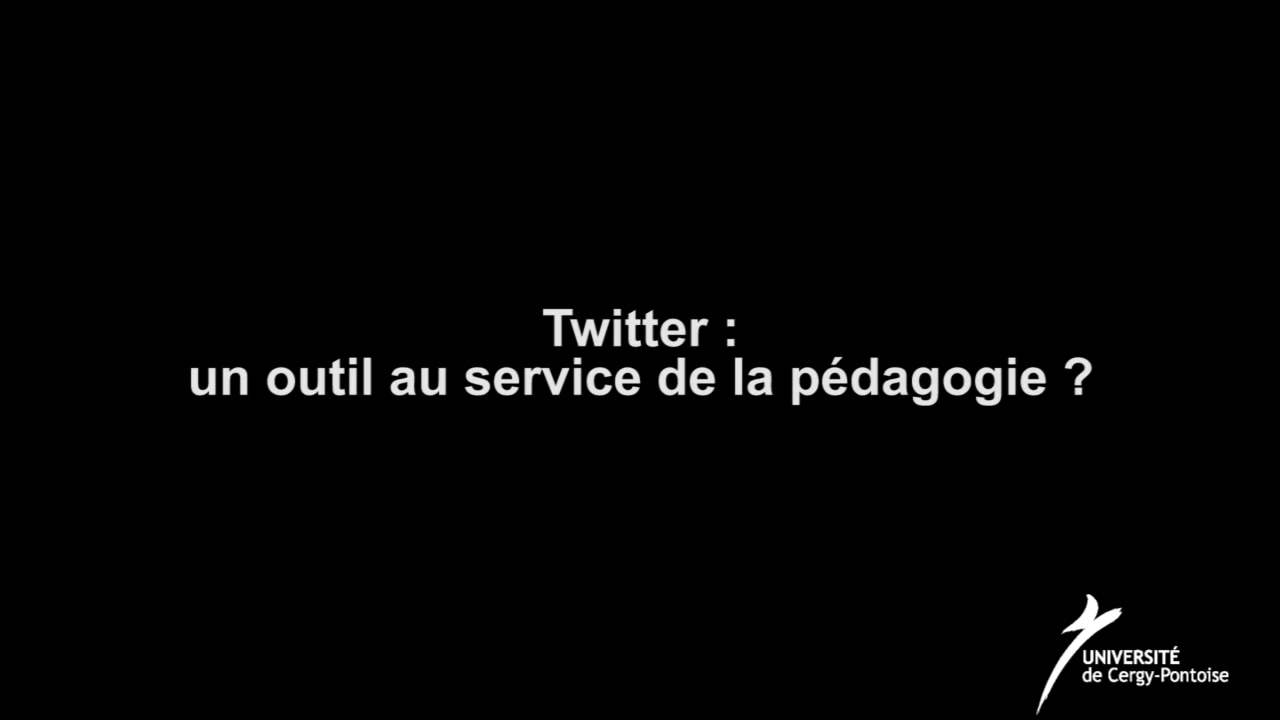 Twitter :
un outil au service de la pédagogie ?
UNIVERSITÉ
de Cergy-Pontoise